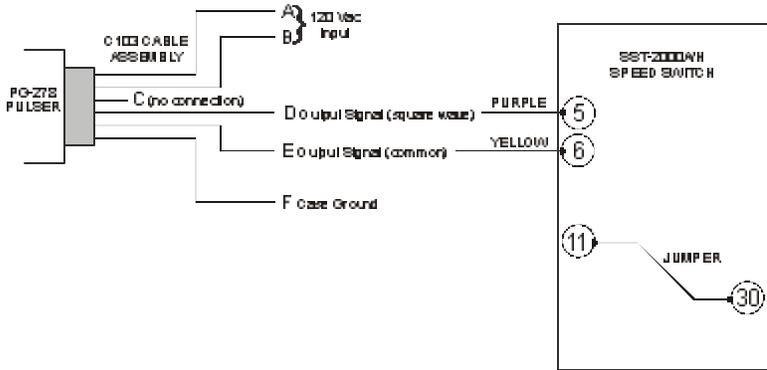 A
B
120 Vac
Input
C103 CABLE
ASSEMBLY
PG-278
PULSER
C (no connection)
D Output Signal (square wave)
PURPLE
5
E Output Signal (common)
YELLOW
6
F Case Ground
SST-2000A/H
SPEED SWITCH
11
JUMPER
30